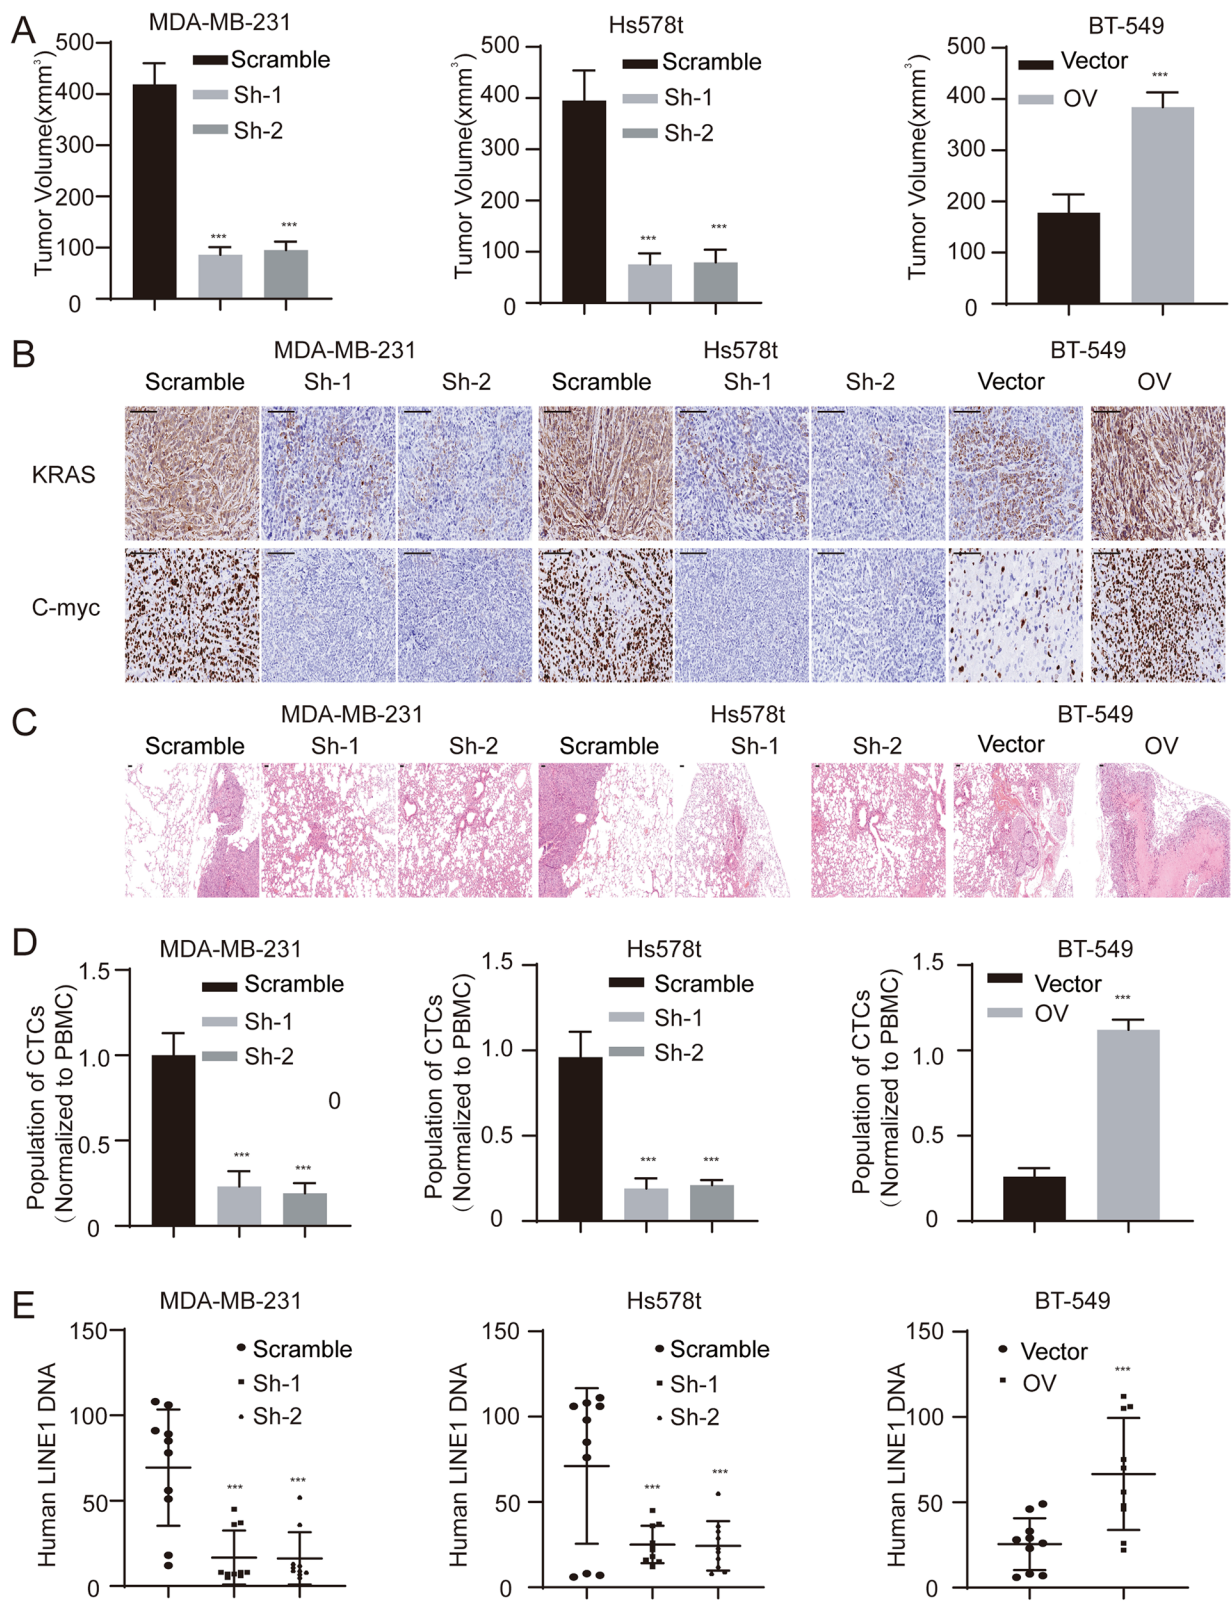 A
MDA-MB-231
Tumor Volume(xmm³)
500
400
300
200
100
0
Scramble
Sh-1
Sh-2
***
***
Hs578t
Tumor Volume(xmm³)
500
400
300
200
100
0
Scramble
Sh-1
Sh-2
***
***
BT-549
Tumor Volume(xmm³)
500
400
300
200
100
0
Vector
OV
***
B
MDA-MB-231
Hs578t
BT-549
Scramble
Sh-1
Sh-2
Scramble
Sh-1
Sh-2
Vector
OV
KRAS
C-myc
C
MDA-MB-231
Hs578t
BT-549
Scramble
Sh-1
Sh-2
Scramble
Sh-1
Sh-2
Vector
OV
D
MDA-MB-231
Population of CTCs
(Normalized to PBMC)
1.5
1.0
0.5
0
Scramble
Sh-1
Sh-2
0
***
***
Hs578t
Population of CTCs
(Normalized to PBMC)
1.5
1.0
0.5
0
Scramble
Sh-1
Sh-2
***
***
BT-549
Population of CTCs
(Normalized to PBMC)
1.5
1.0
0.5
0
Vector
OV
***
E
MDA-MB-231
Human LINE1 DNA
150
100
50
0
Scramble
Sh-1
Sh-2
***
***
Hs578t
Human LINE1 DNA
150
100
50
0
Scramble
Sh-1
Sh-2
***
***
BT-549
Human LINE1 DNA
150
100
50
0
Vector
OV
***